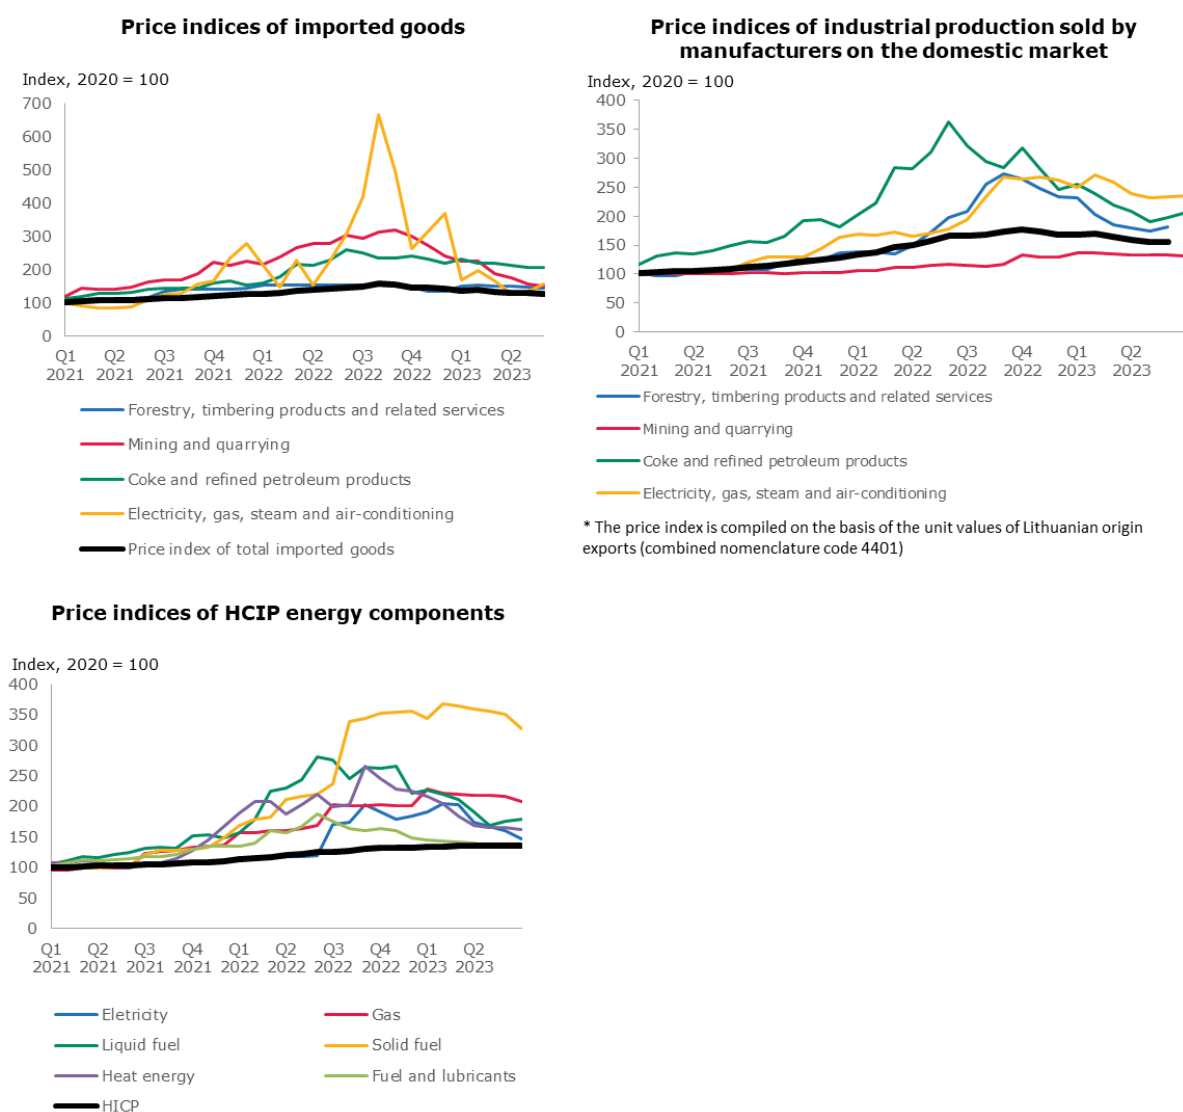 Price indices of imported goods
Index, 2020 = 100
700
600
500
400
300
200
100
0
Q1 Q2 Q3 Q4 Q1 Q2 Q3 Q4 Q1 Q2
2021 2021 2021 2021 2022 2022 2022 2022 2023 2023
Forestry, timbering products and related services
Mining and quarrying
Coke and refined petroleum products
Electricity, gas, steam and air-conditioning
Price index of total imported goods
Price indices of industrial production sold by
manufacturers on the domestic market
Index, 2020 = 100
400
350
300
250
200
150
100
50
0
Q1 Q2 Q3 Q4 Q1 Q2 Q3 Q4 Q1 Q2
2021 2021 2021 2021 2022 2022 2022 2022 2023 2023
Forestry, timbering products and related services
Mining and quarrying
Coke and refined petroleum products
Electricity, gas, steam and air-conditioning
* The price index is compiled on the basis of the unit values of Lithuanian origin
exports (combined nomenclature code 4401)
Price indices of HCIP energy components
Index, 2020 = 100
400
350
300
250
200
150
100
50
0
Q1 Q2 Q3 Q4 Q1 Q2 Q3 Q4 Q1 Q2
2021 2021 2021 2021 2022 2022 2022 2022 2023 2023
Eletricity Gas
Liquid fuel Solid fuel
Heat energy Fuel and lubricants
HICP